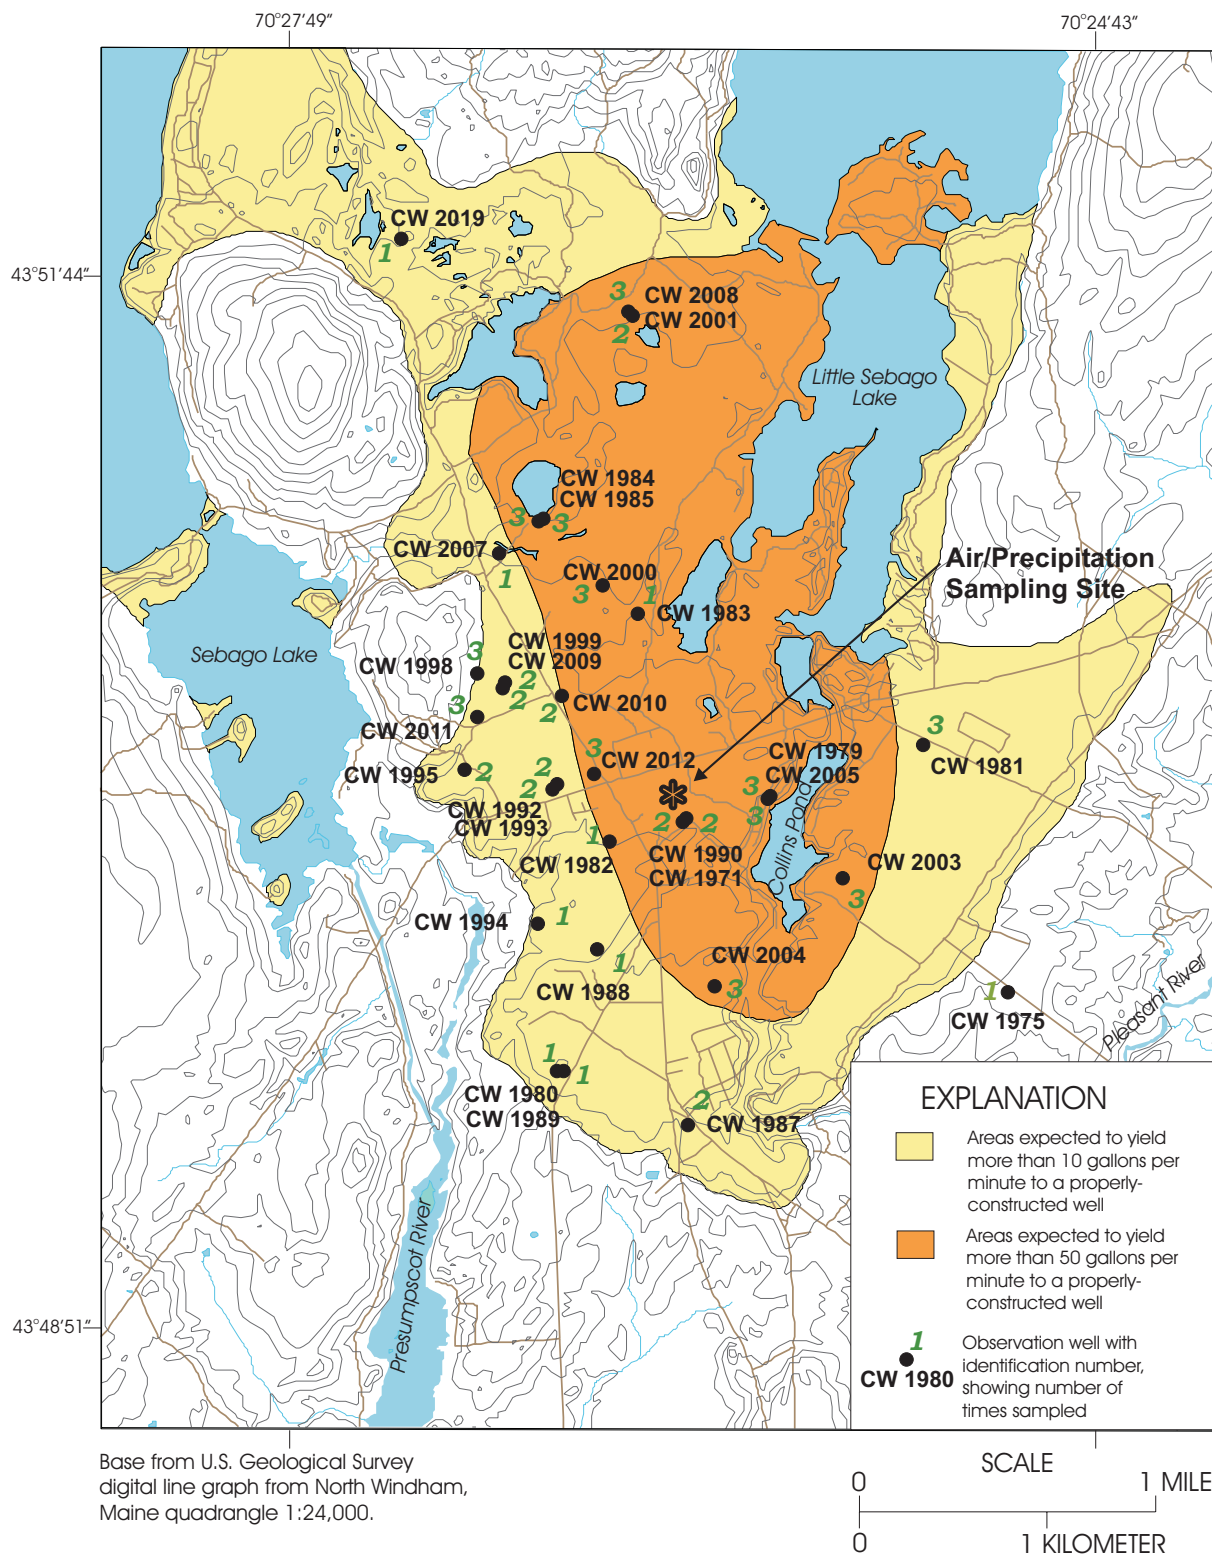 70°27'49"
70°24'43"
CW 2019
1
43°51'44"
3
CW 2008
CW 2001
2
Little Sebago
Lake
CW 1984
CW 1985
3
3
CW 2007
1
Air/Precipitation
Sampling Site
CW 2000
3
1
CW 1983
CW 1999
CW 2009
Sebago Lake
3
CW 1998
2
2
CW 2010
2
3
CW 2011
3
CW 1981
3
CW 2012
CW 1979
CW 2005
CW 1995
2
2
2
3
3
CW 1992
CW 1993
2
2
Collins Pond
1
CW 1982
CW 1990
CW 1971
CW 2003
3
CW 1994
1
1
CW 1988
CW 2004
3
1
CW 1975
Pleasant River
1
1
CW 1980
CW 1989
2
CW 1987
Presumpscot River
EXPLANATION
Areas expected to yield
more than 10 gallons per
minute to a properly-
constructed well
Areas expected to yield
more than 50 gallons per
minute to a properly-
constructed well
43°48'51"
1
CW 1980
Observation well with
identification number,
showing number of
times sampled
Base from U.S. Geological Survey
digital line graph from North Windham,
Maine quadrangle 1:24,000.
SCALE
0
1 MILE
0
1 KILOMETER